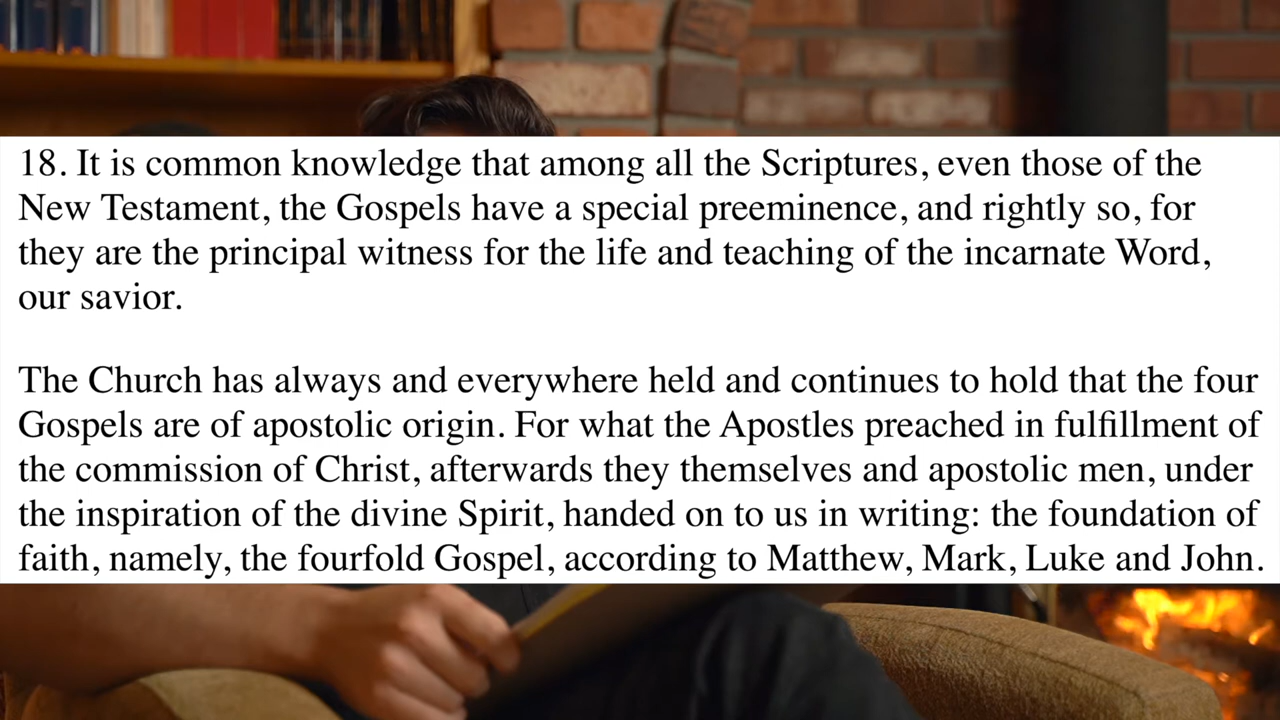 18. It is common knowledge that among all the Scriptures, even those of the
New Testament, the Gospels have a special preeminence, and rightly so, for
they are the principal witness for the life and teaching of the incarnate Word,
our savior.
The Church has always and everywhere held and continues to hold that the four
Gospels are of apostolic origin. For what the Apostles preached in fulfillment of
the commission of Christ, afterwards they themselves and apostolic men, under
the inspiration of the divine Spirit, handed on to us in writing: the foundation of
faith, namely, the fourfold Gospel, according to Matthew, Mark, Luke and John.